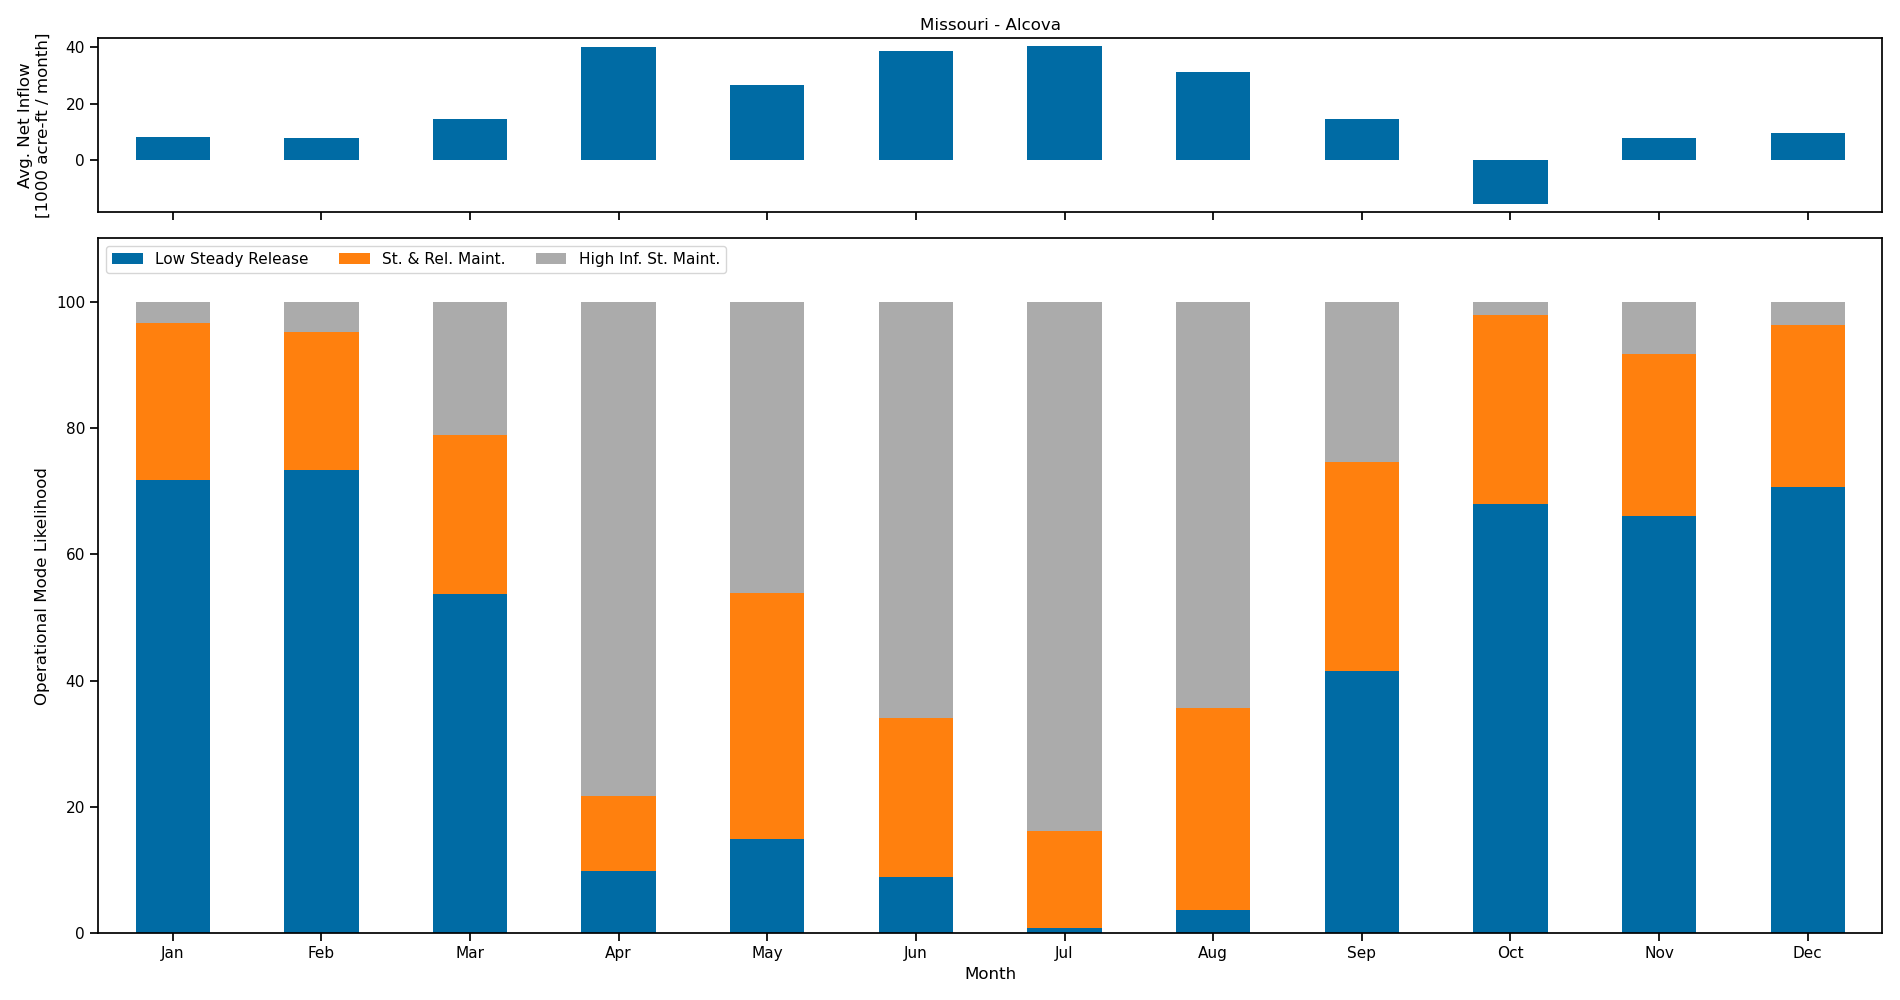 Missouri - Alcova
Avg. Net Inflow
[1000 acre-ft / month]
40
20
0
Low Steady Release
St. & Rel. Maint.
High Inf. St. Maint.
Operational Mode Likelihood
100
80
60
40
20
0
Jan Feb Mar Apr May Jun Jul Aug Sep Oct Nov Dec
Month